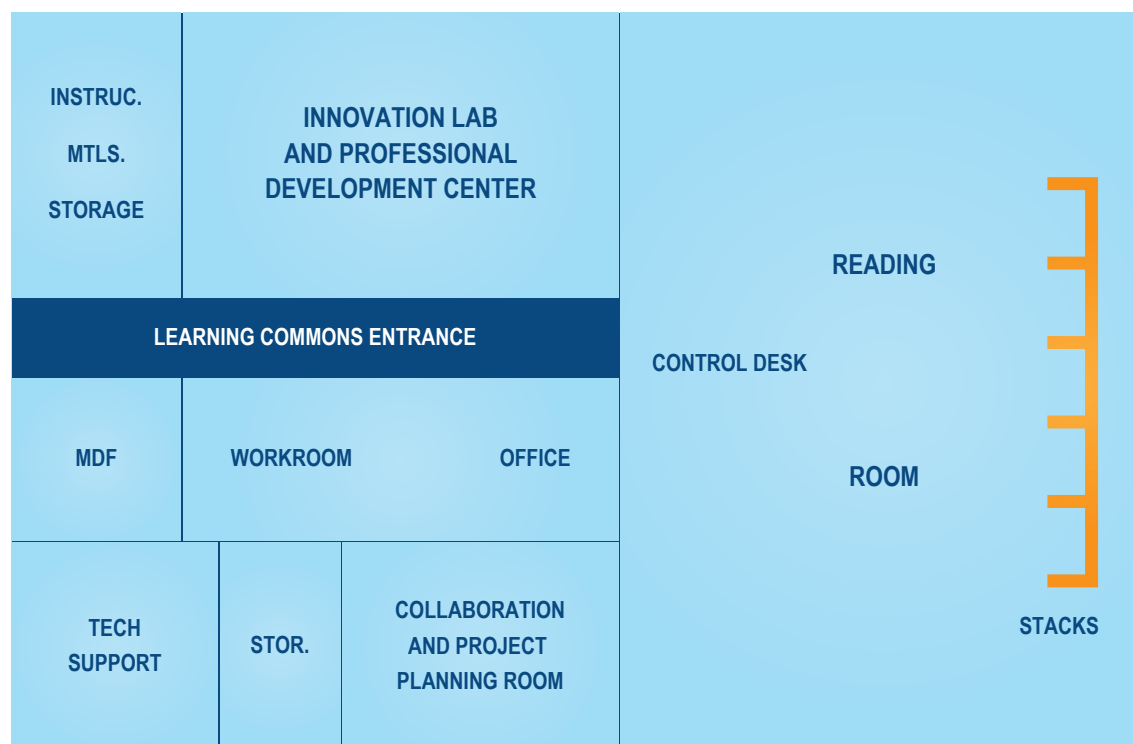 INSTRUC.
MTLS.
STORAGE
INNOVATION LAB
AND PROFESSIONAL
DEVELOPMENT CENTER
LEARNING COMMONS ENTRANCE
MDF
WORKROOM
OFFICE
TECH
SUPPORT
STOR.
COLLABORATION
AND PROJECT
PLANNING ROOM
READING
CONTROL DESK
ROOM
STACKS